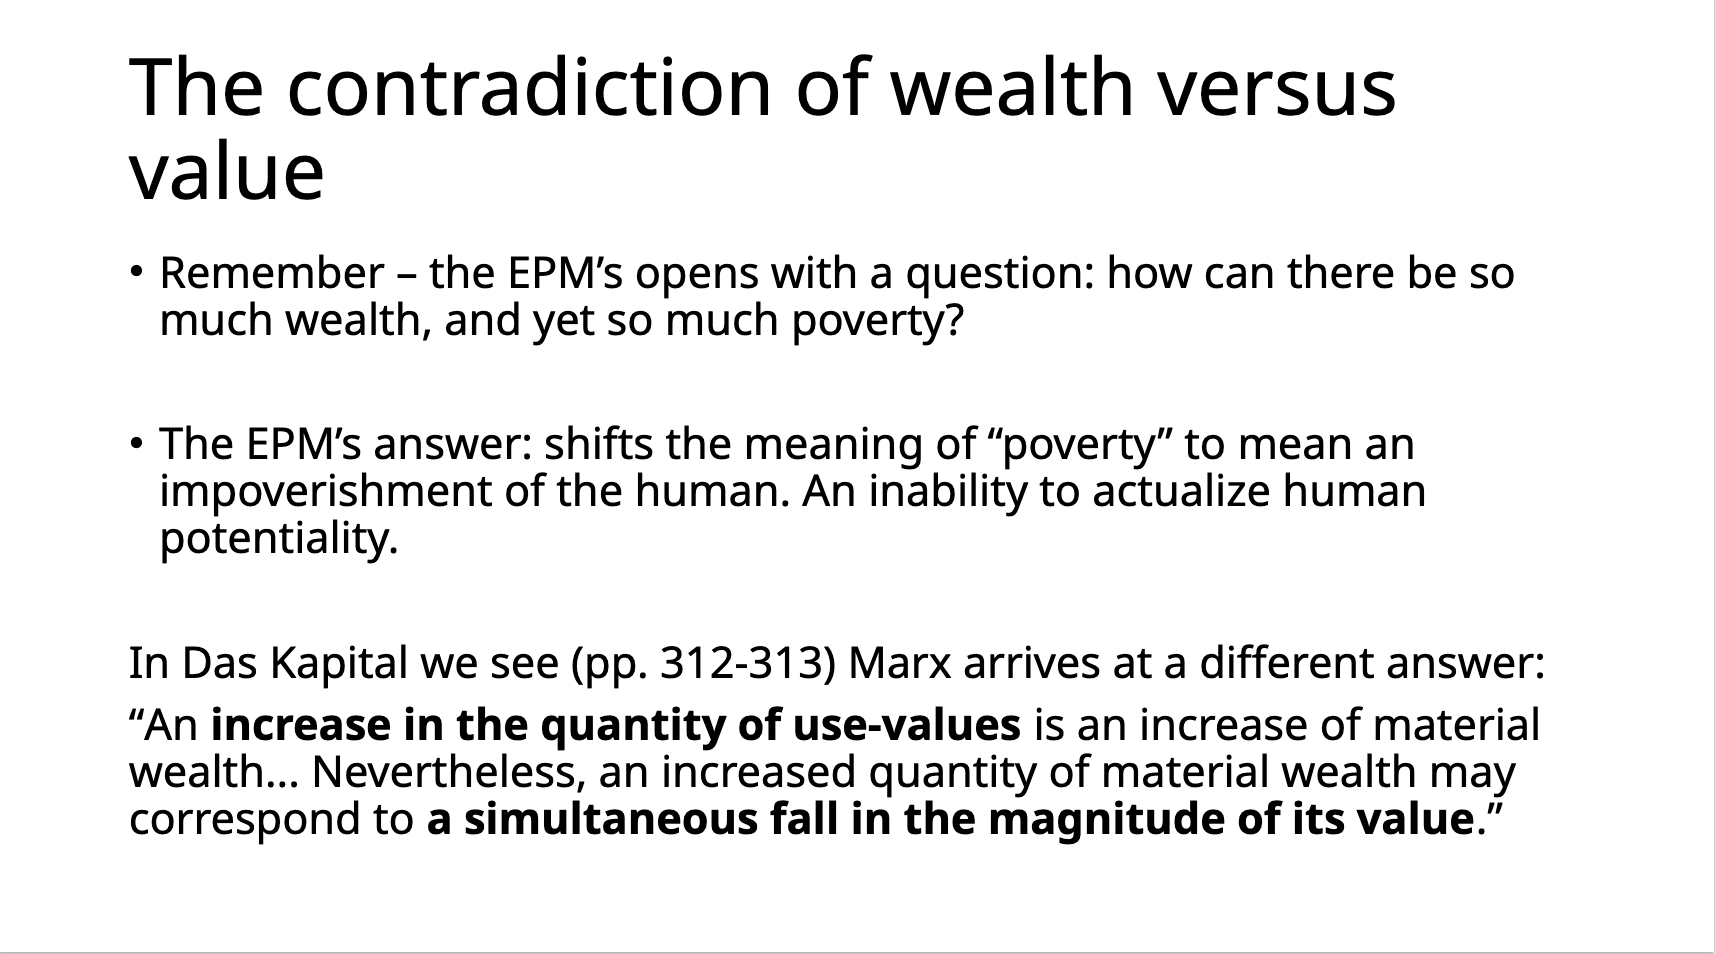 The contradiction of wealth versus
value
• Remember – the EPM’s opens with a question: how can there be so
much wealth, and yet so much poverty?
• The EPM’s answer: shifts the meaning of “poverty” to mean an
impoverishment of the human. An inability to actualize human
potentiality.
In Das Kapital we see (pp. 312-313) Marx arrives at a different answer:
“An increase in the quantity of use-values is an increase of material
wealth… Nevertheless, an increased quantity of material wealth may
correspond to a simultaneous fall in the magnitude of its value.”